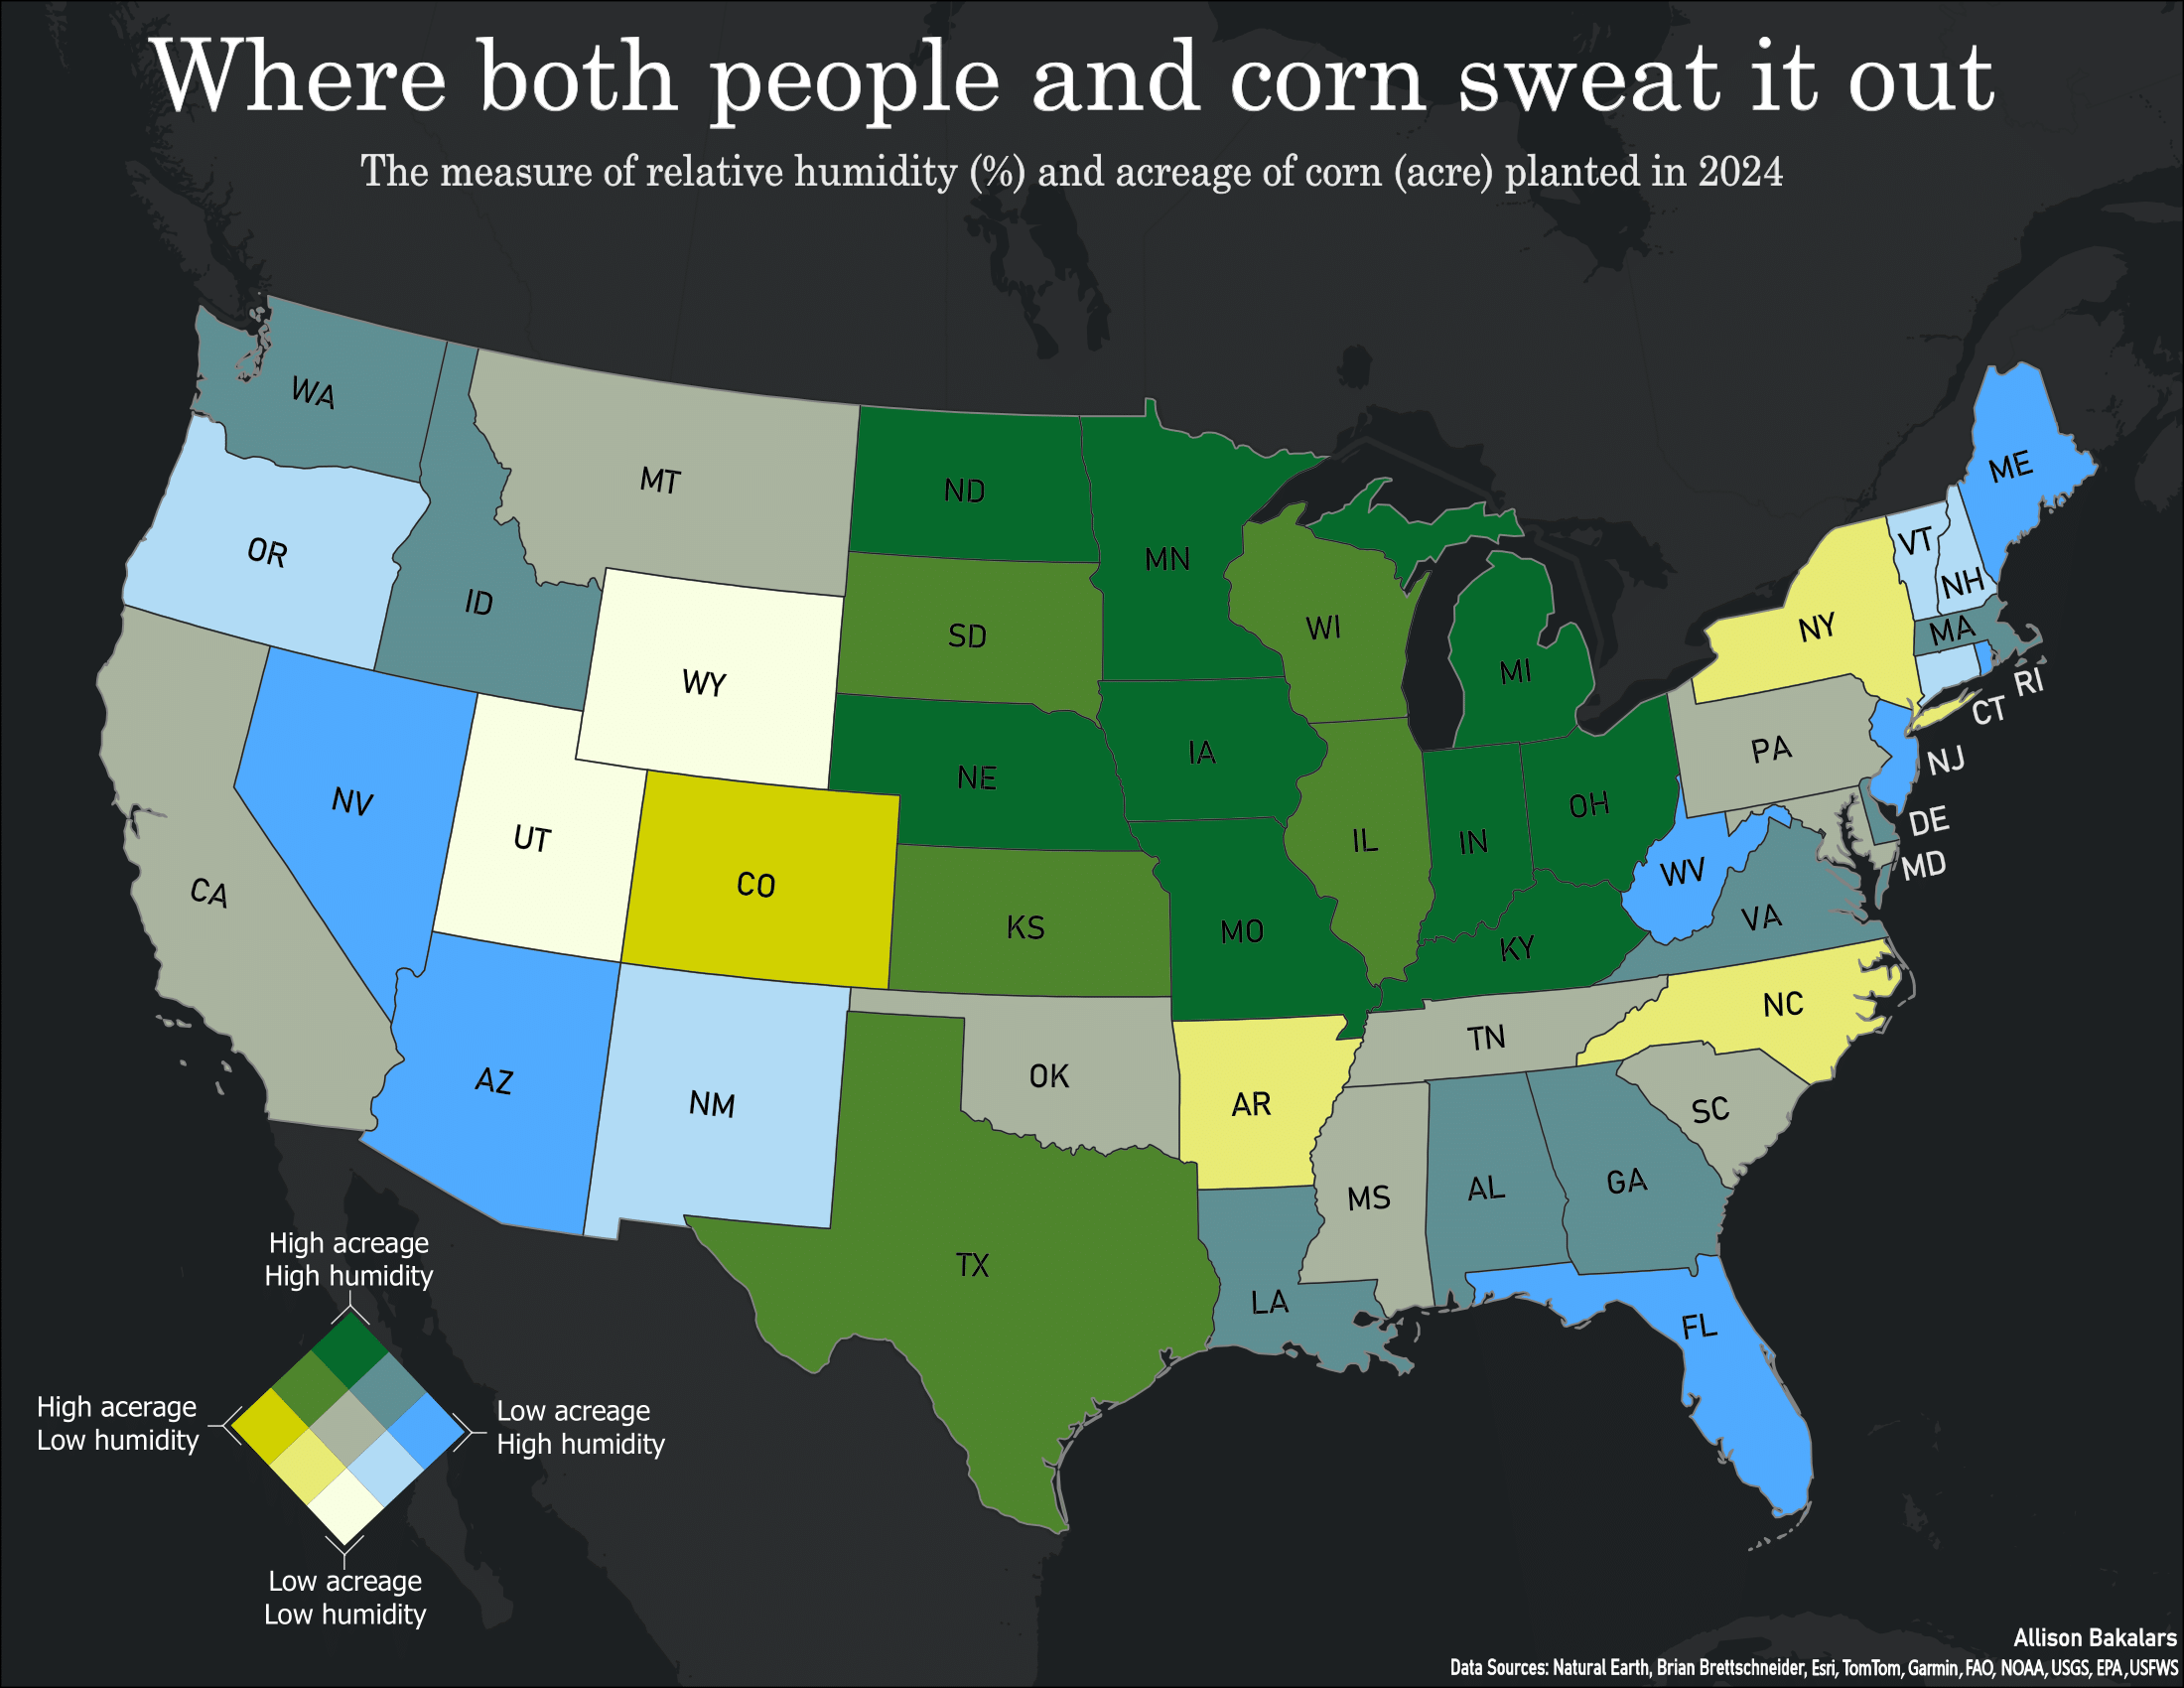 Where both people and corn sweat it out
The measure of relative humidity (%) and acreage of corn (acre) planted in 2024
WA
MT
ND
MN
ME
OR
ID
SD
WI
VT
NH
NY
MA
WY
MI
RI
CT
NV
UT
NE
IA
PA
NJ
CO
IL
IN
OH
DE
CA
KS
MO
KY
WV
VA
MD
AZ
NM
OK
AR
TN
NC
SC
TX
LA
MS
AL
GA
FL
High acreage
High humidity
High acerage
Low humidity
Low acreage
High humidity
Low acreage
Low humidity
Allison Bakalars
Data Sources: Natural Earth, Brian Brettschneider, Esri, TomTom, Garmin, FAO, NOAA, USGS, EPA ,USFWS